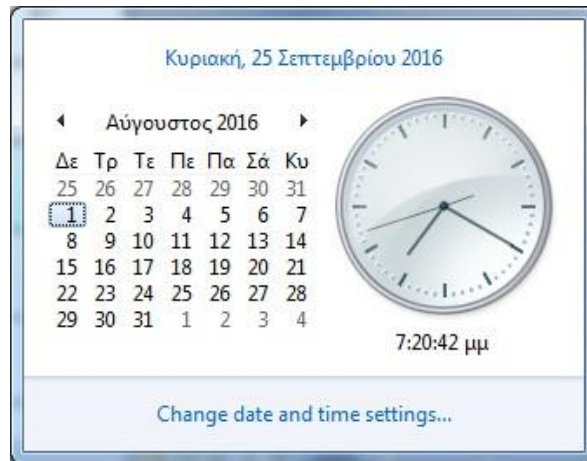 Κυριακή, 25 Σεπτεμβρίου 2016
Αύγουστος 2016
Δε Τρ Τε Πε Πα Σά Κυ
25 26 27 28 29 30 31
1 2 3 4 5 6 7
8 9 10 11 12 13 14
15 16 17 18 19 20 21
22 23 24 25 26 27 28
29 30 31 1 2 3 4
7:20:42 μμ
Change date and time settings...